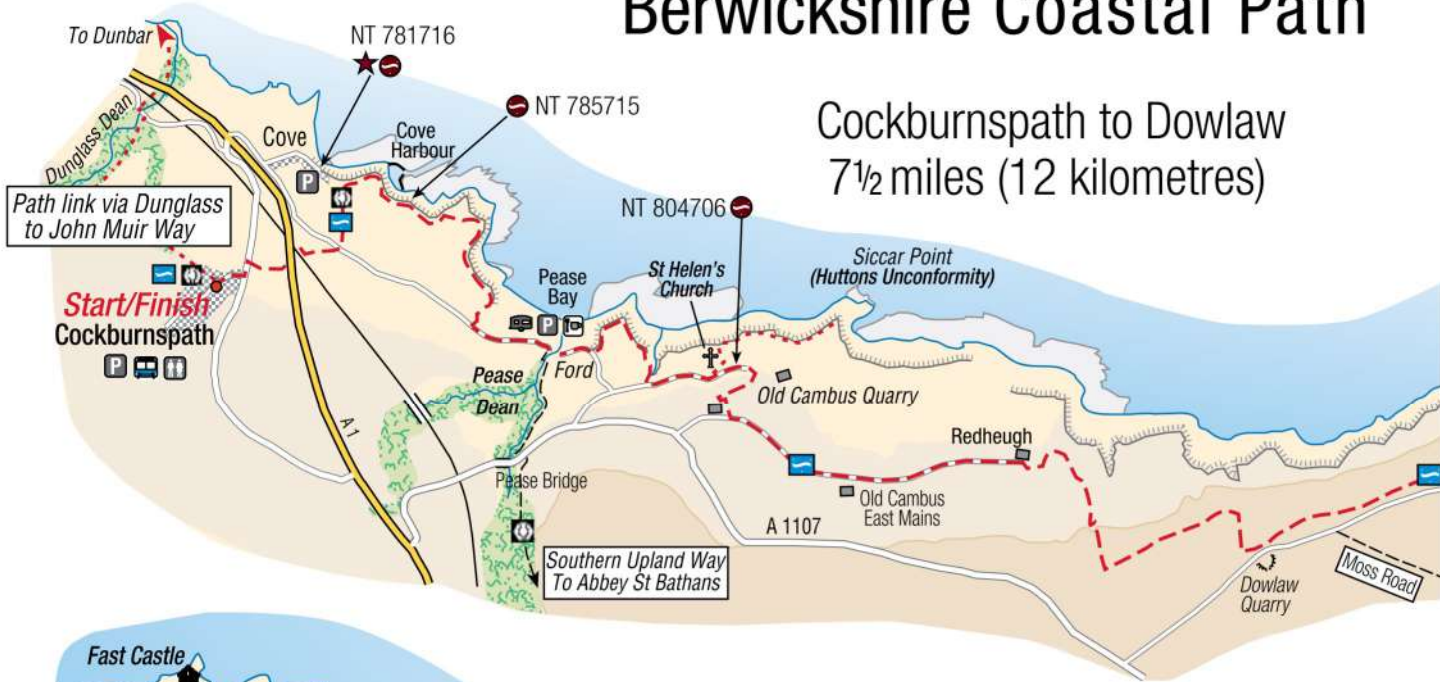 Berwickshire Coastal Path
Cockburnspath to Dowlaw
7½ miles (12 kilometres)
To Dunbar
NT 781716
NT 785715
Dunglass Dean
Cove
Cove
Harbour
P
Path link via Dunglass
to John Muir Way
NT 804706
Siccar Point
(Huttons Unconformity)
St Helen's
Church
Pease
Bay
P
Start/Finish
Cockburnspath
P
Pease
Dean
Ford
Old Cambus Quarry
A1
Redheugh
Pease Bridge
Old Cambus
East Mains
A 1107
Southern Upland Way
To Abbey St Bathans
Dowlaw
Quarry
Moss Road
Fast Castle